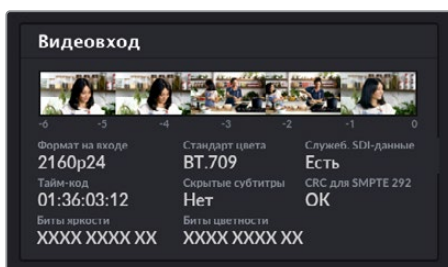 Видеовход
-6 -5 -4 -3 -2 -1 0
Формат на входе Стандарт цвета Служеб. SDI-данные
2160p24 BT.709 Есть
Тайм-код Скрытые субтитры CRC для SMPTE 292
01:36:03:12 Нет OK
Биты яркости Биты цветности
XXXX XXXX XX XXXX XXXX XX